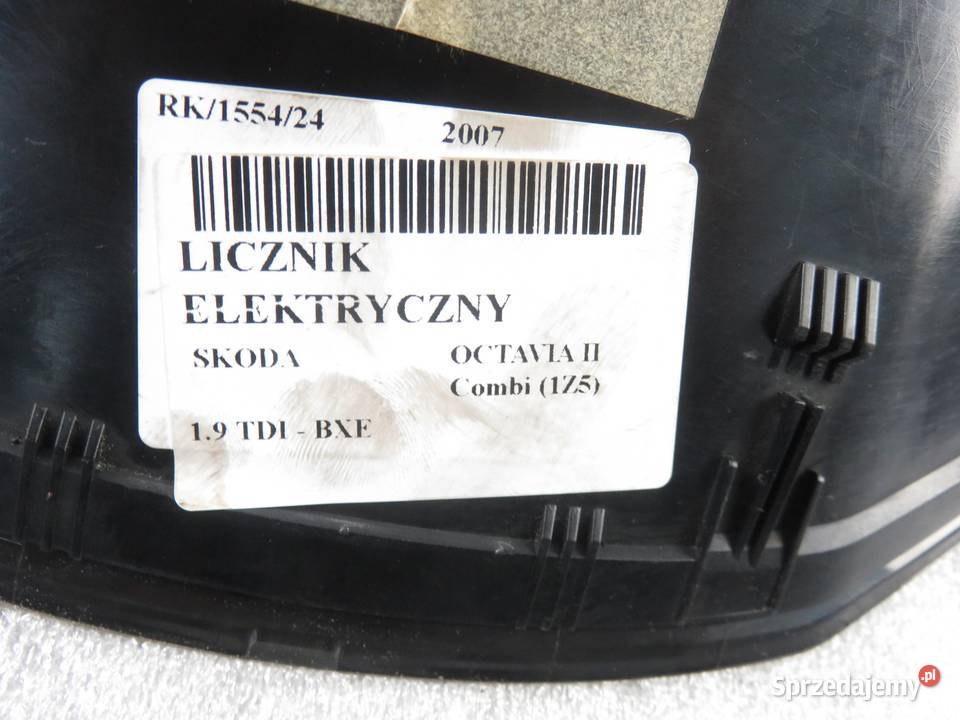 RK/1554/24 2007
LICZNIK
ELEKTRYCZNY
SKODA OCTAVIA II
Combi (1Z5)
1.9 TDI - BXE
Sprzedajemy.pl